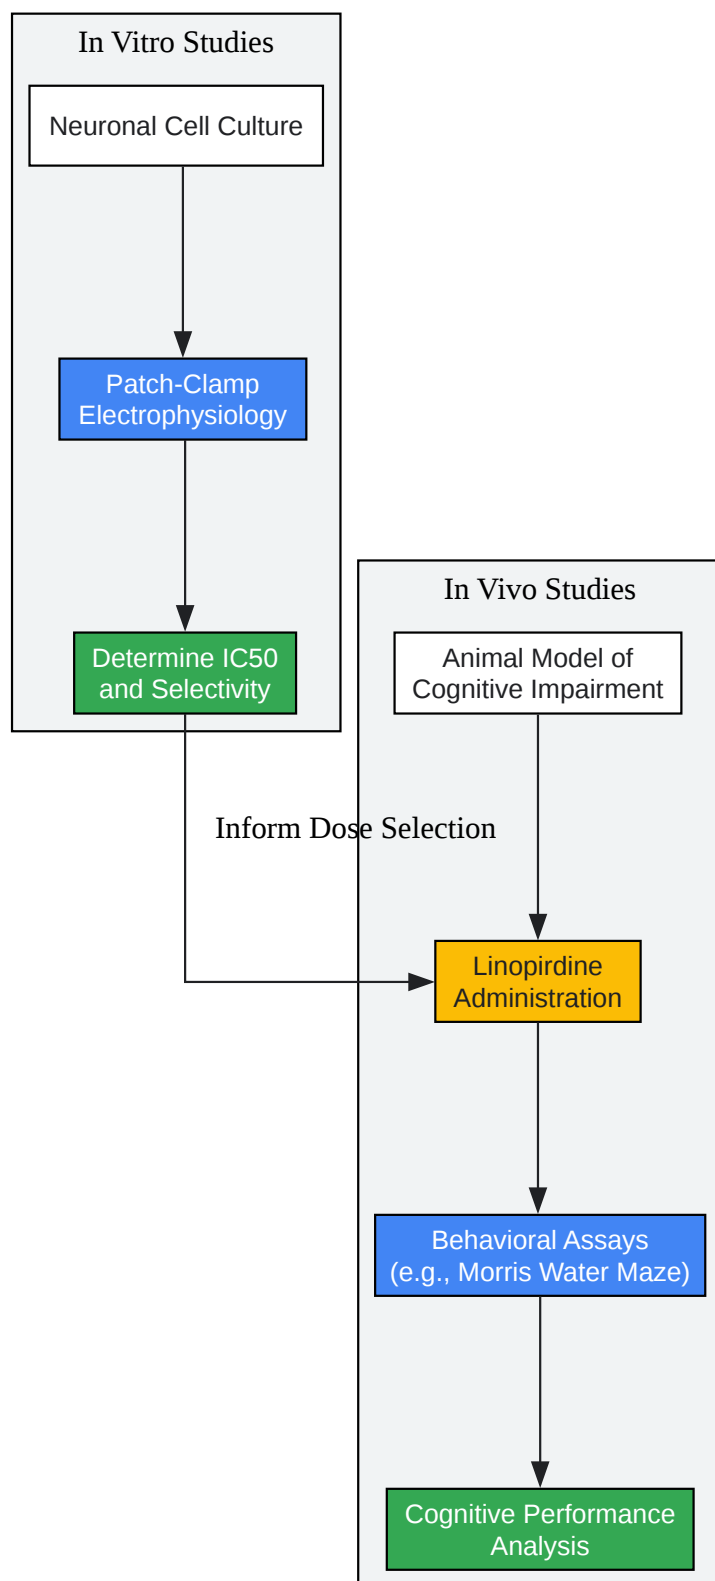 In Vitro Studies
Neuronal Cell Culture
Patch-Clamp
Electrophysiology
Determine IC50
and Selectivity
In Vivo Studies
Animal Model of
Cognitive Impairment
Inform Dose Selection
Linopirdine
Administration
Behavioral Assays
(e.g., Morris Water Maze)
Cognitive Performance
Analysis